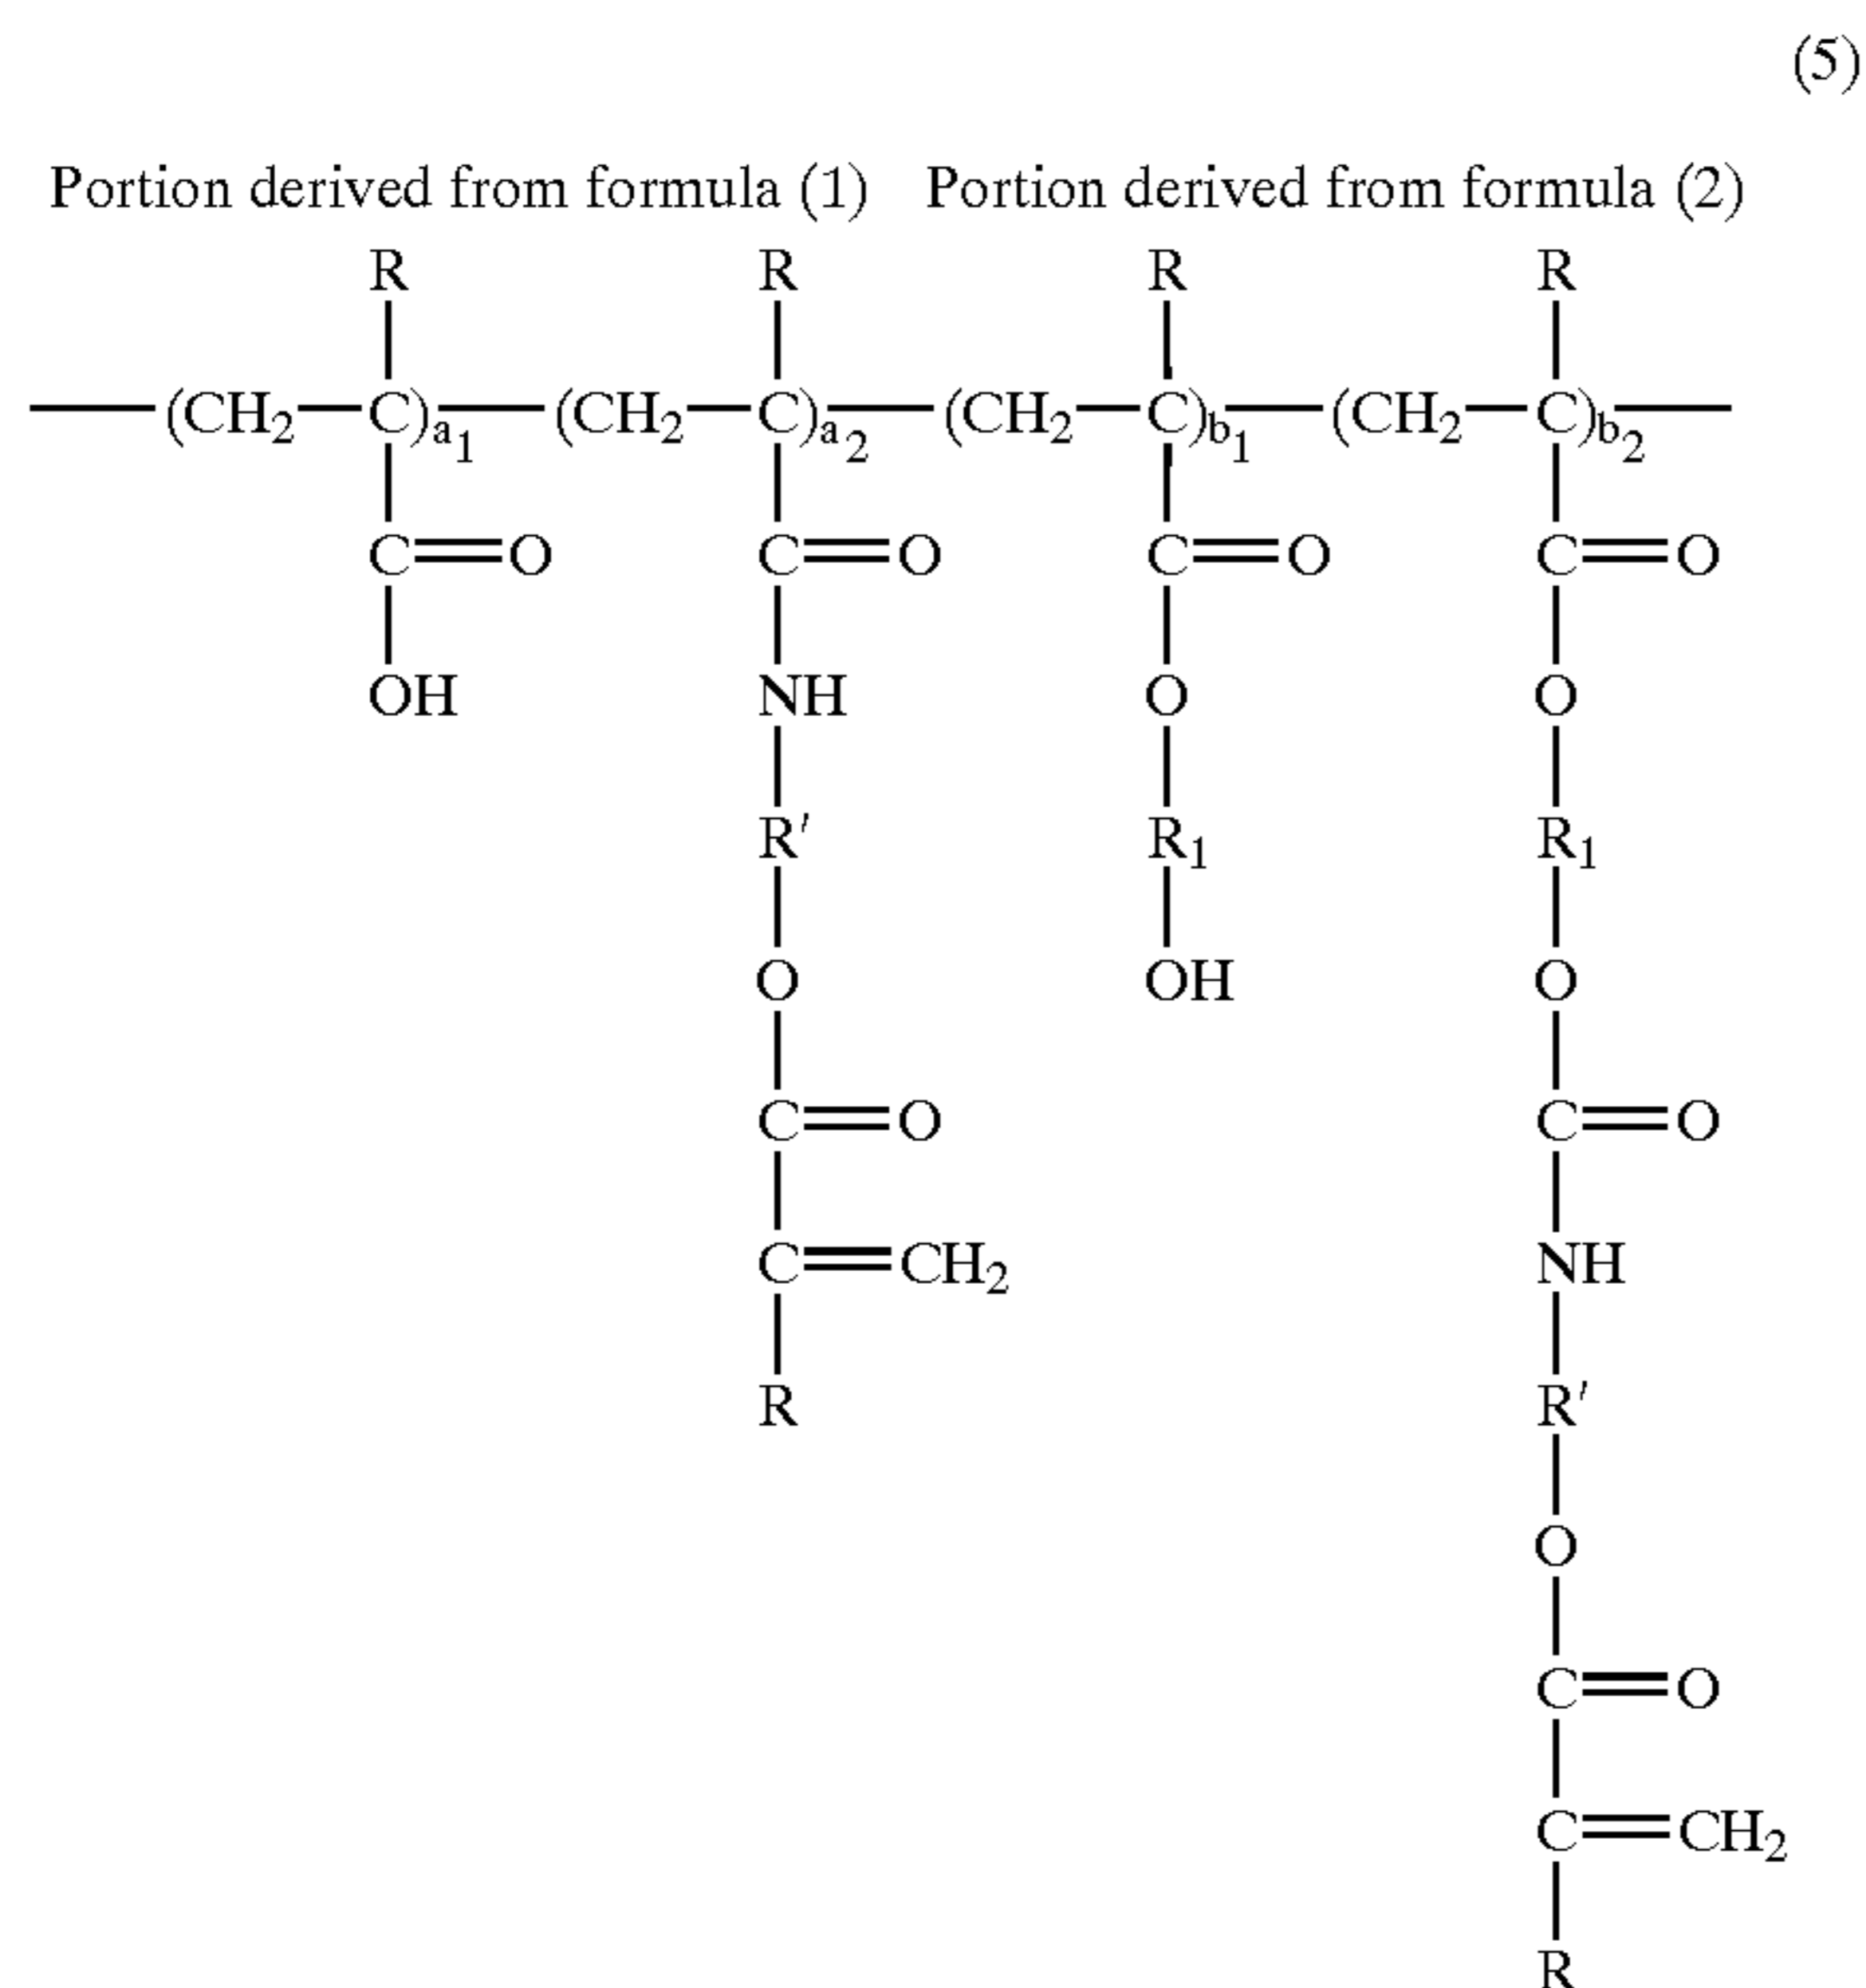 (5)
Portion derived from formula (1) Portion derived from formula (2)
R R R R
(CH₂—C)a₁—(CH₂—C)a₂—(CH₂—C)b₁—(CH₂—C)b₂
C=O C=O C=O C=O
OH NH O O
R′ R₁ R₁
O OH O
C=O C=O
C=CH₂ NH
R R′
O
C=O
C=CH₂
R